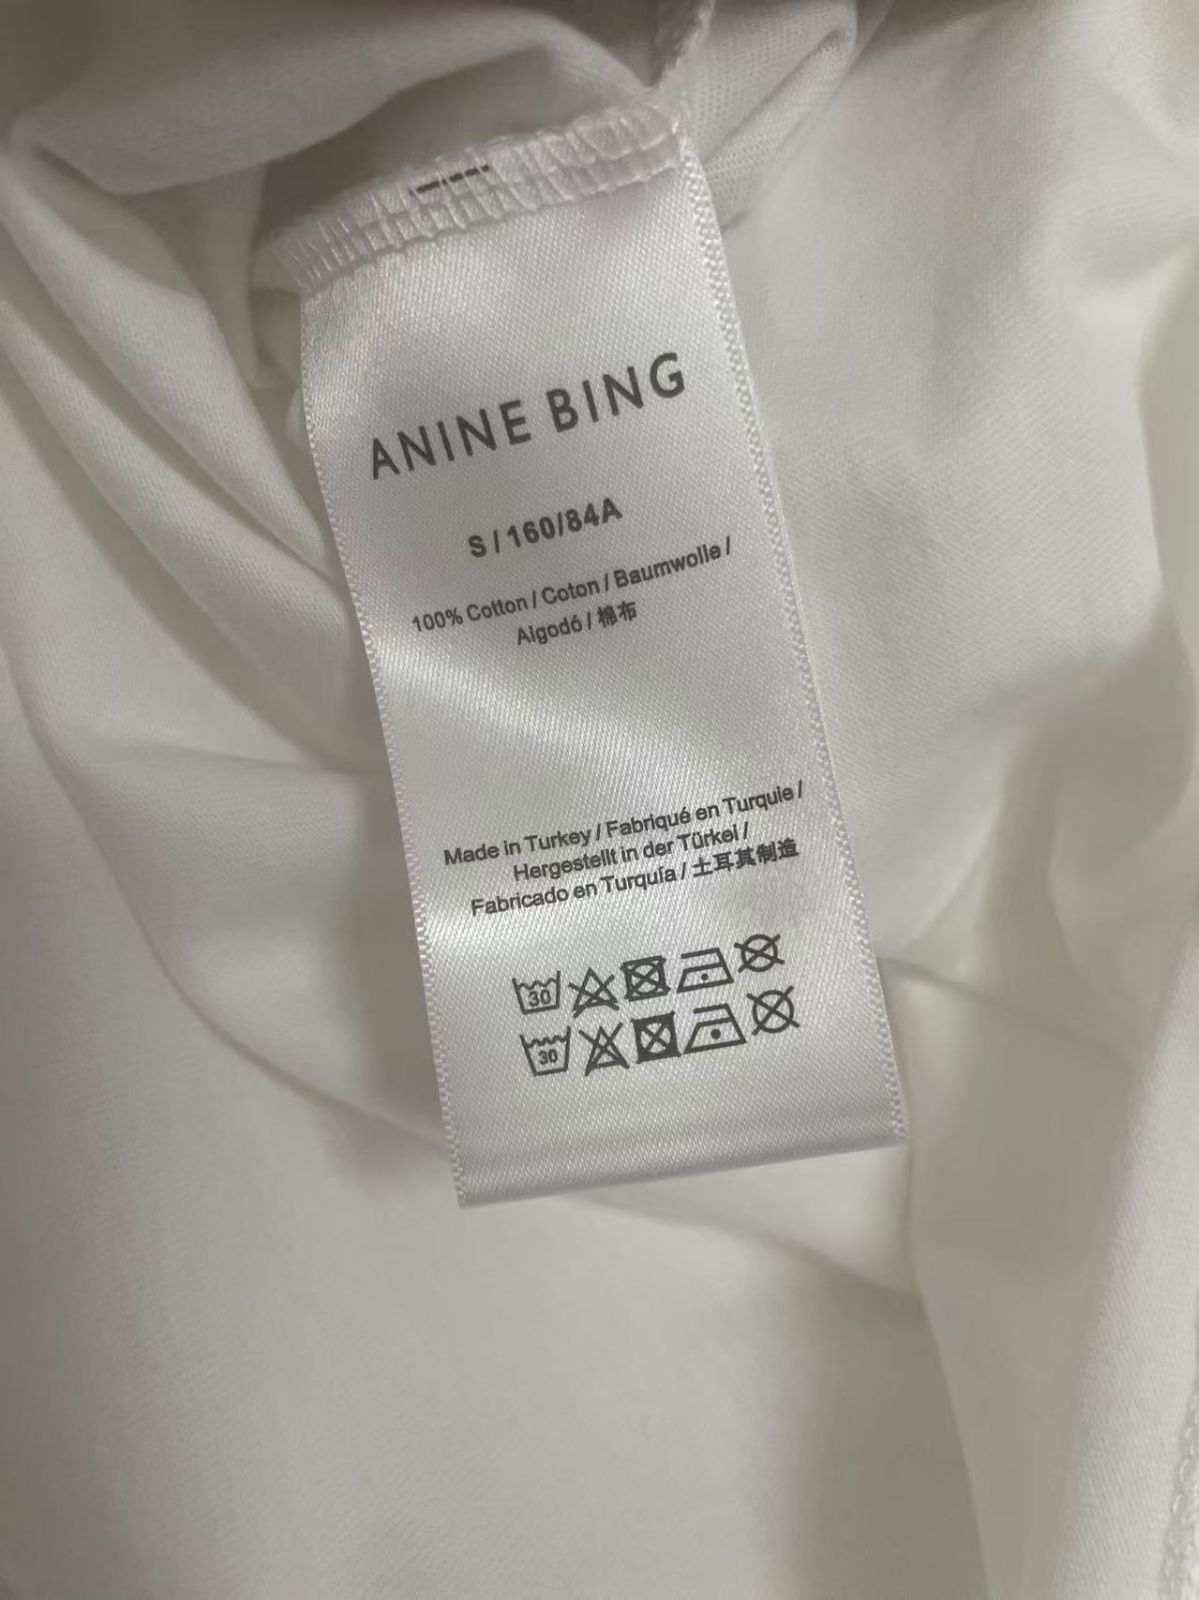 ANINE BING
S / 160/84A
100% Cotton / Coton / Baumwolle /
Algodó / 棉布
Made in Turkey / Fabriqué en Turquie /
Hergestellt in der Türkei /
Fabricado en Turquía / 土耳其制造
30
30